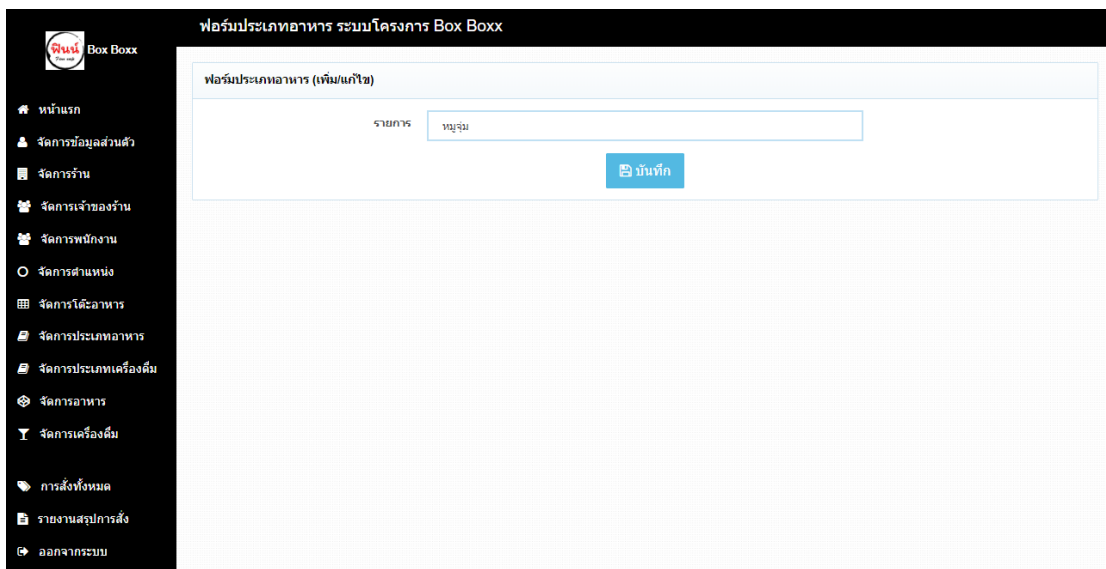 ฟินน์
Box Boxx
หน้าแรก
จัดการข้อมูลส่วนตัว
จัดการร้าน
จัดการเจ้าของร้าน
จัดการพนักงาน
จัดการตำแหน่ง
จัดการโต๊ะอาหาร
จัดการประเภทอาหาร
จัดการประเภทเครื่องดื่ม
จัดการอาหาร
จัดการเครื่องดื่ม
การสั่งทั้งหมด
รายงานสรุปการสั่ง
ออกจากระบบ
ฟอร์มประเภทอาหาร ระบบโครงการ Box Boxx
ฟอร์มประเภทอาหาร (เพิ่ม/แก้ไข)
รายการ
หมูจุ่ม
บันทึก